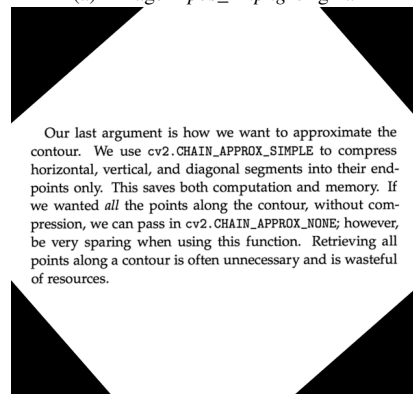 Our last argument is how we want to approximate the
contour. We use cv2.CHAIN_APPROX_SIMPLE to compress
horizontal, vertical, and diagonal segments into their end-
points only. This saves both computation and memory. If
we wanted all the points along the contour, without com-
pression, we can pass in cv2.CHAIN_APPROX_NONE; however,
be very sparing when using this function. Retrieving all
points along a contour is often unnecessary and is wasteful
of resources.